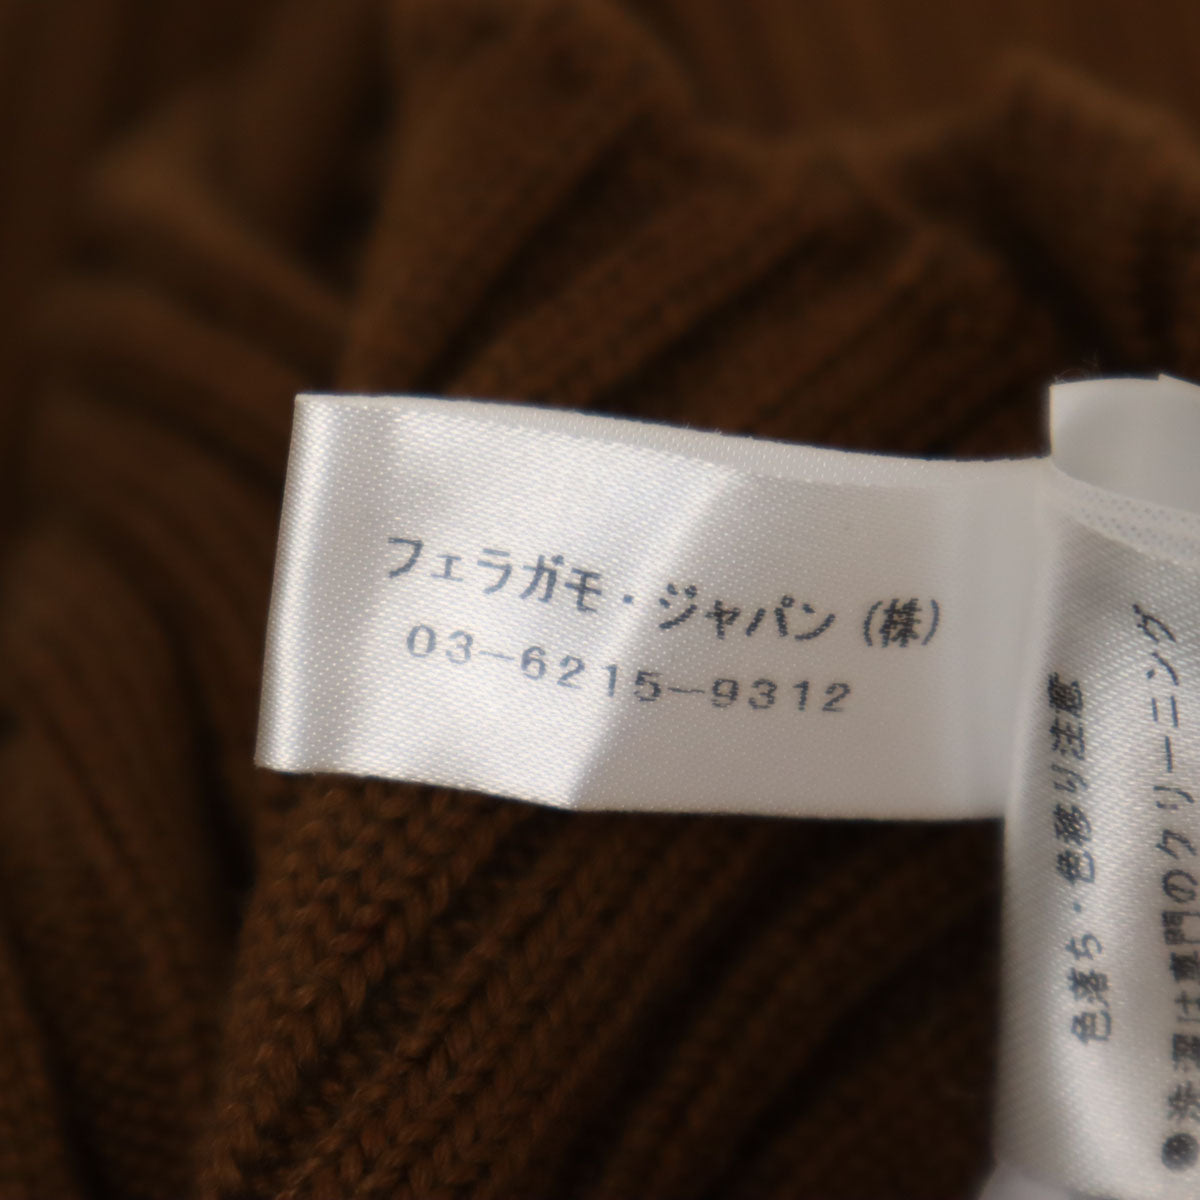 フェラガモ・ジャパン（株）
03-6215-9312
色落ち・色移り注意
●洗濯は専門のクリーニング